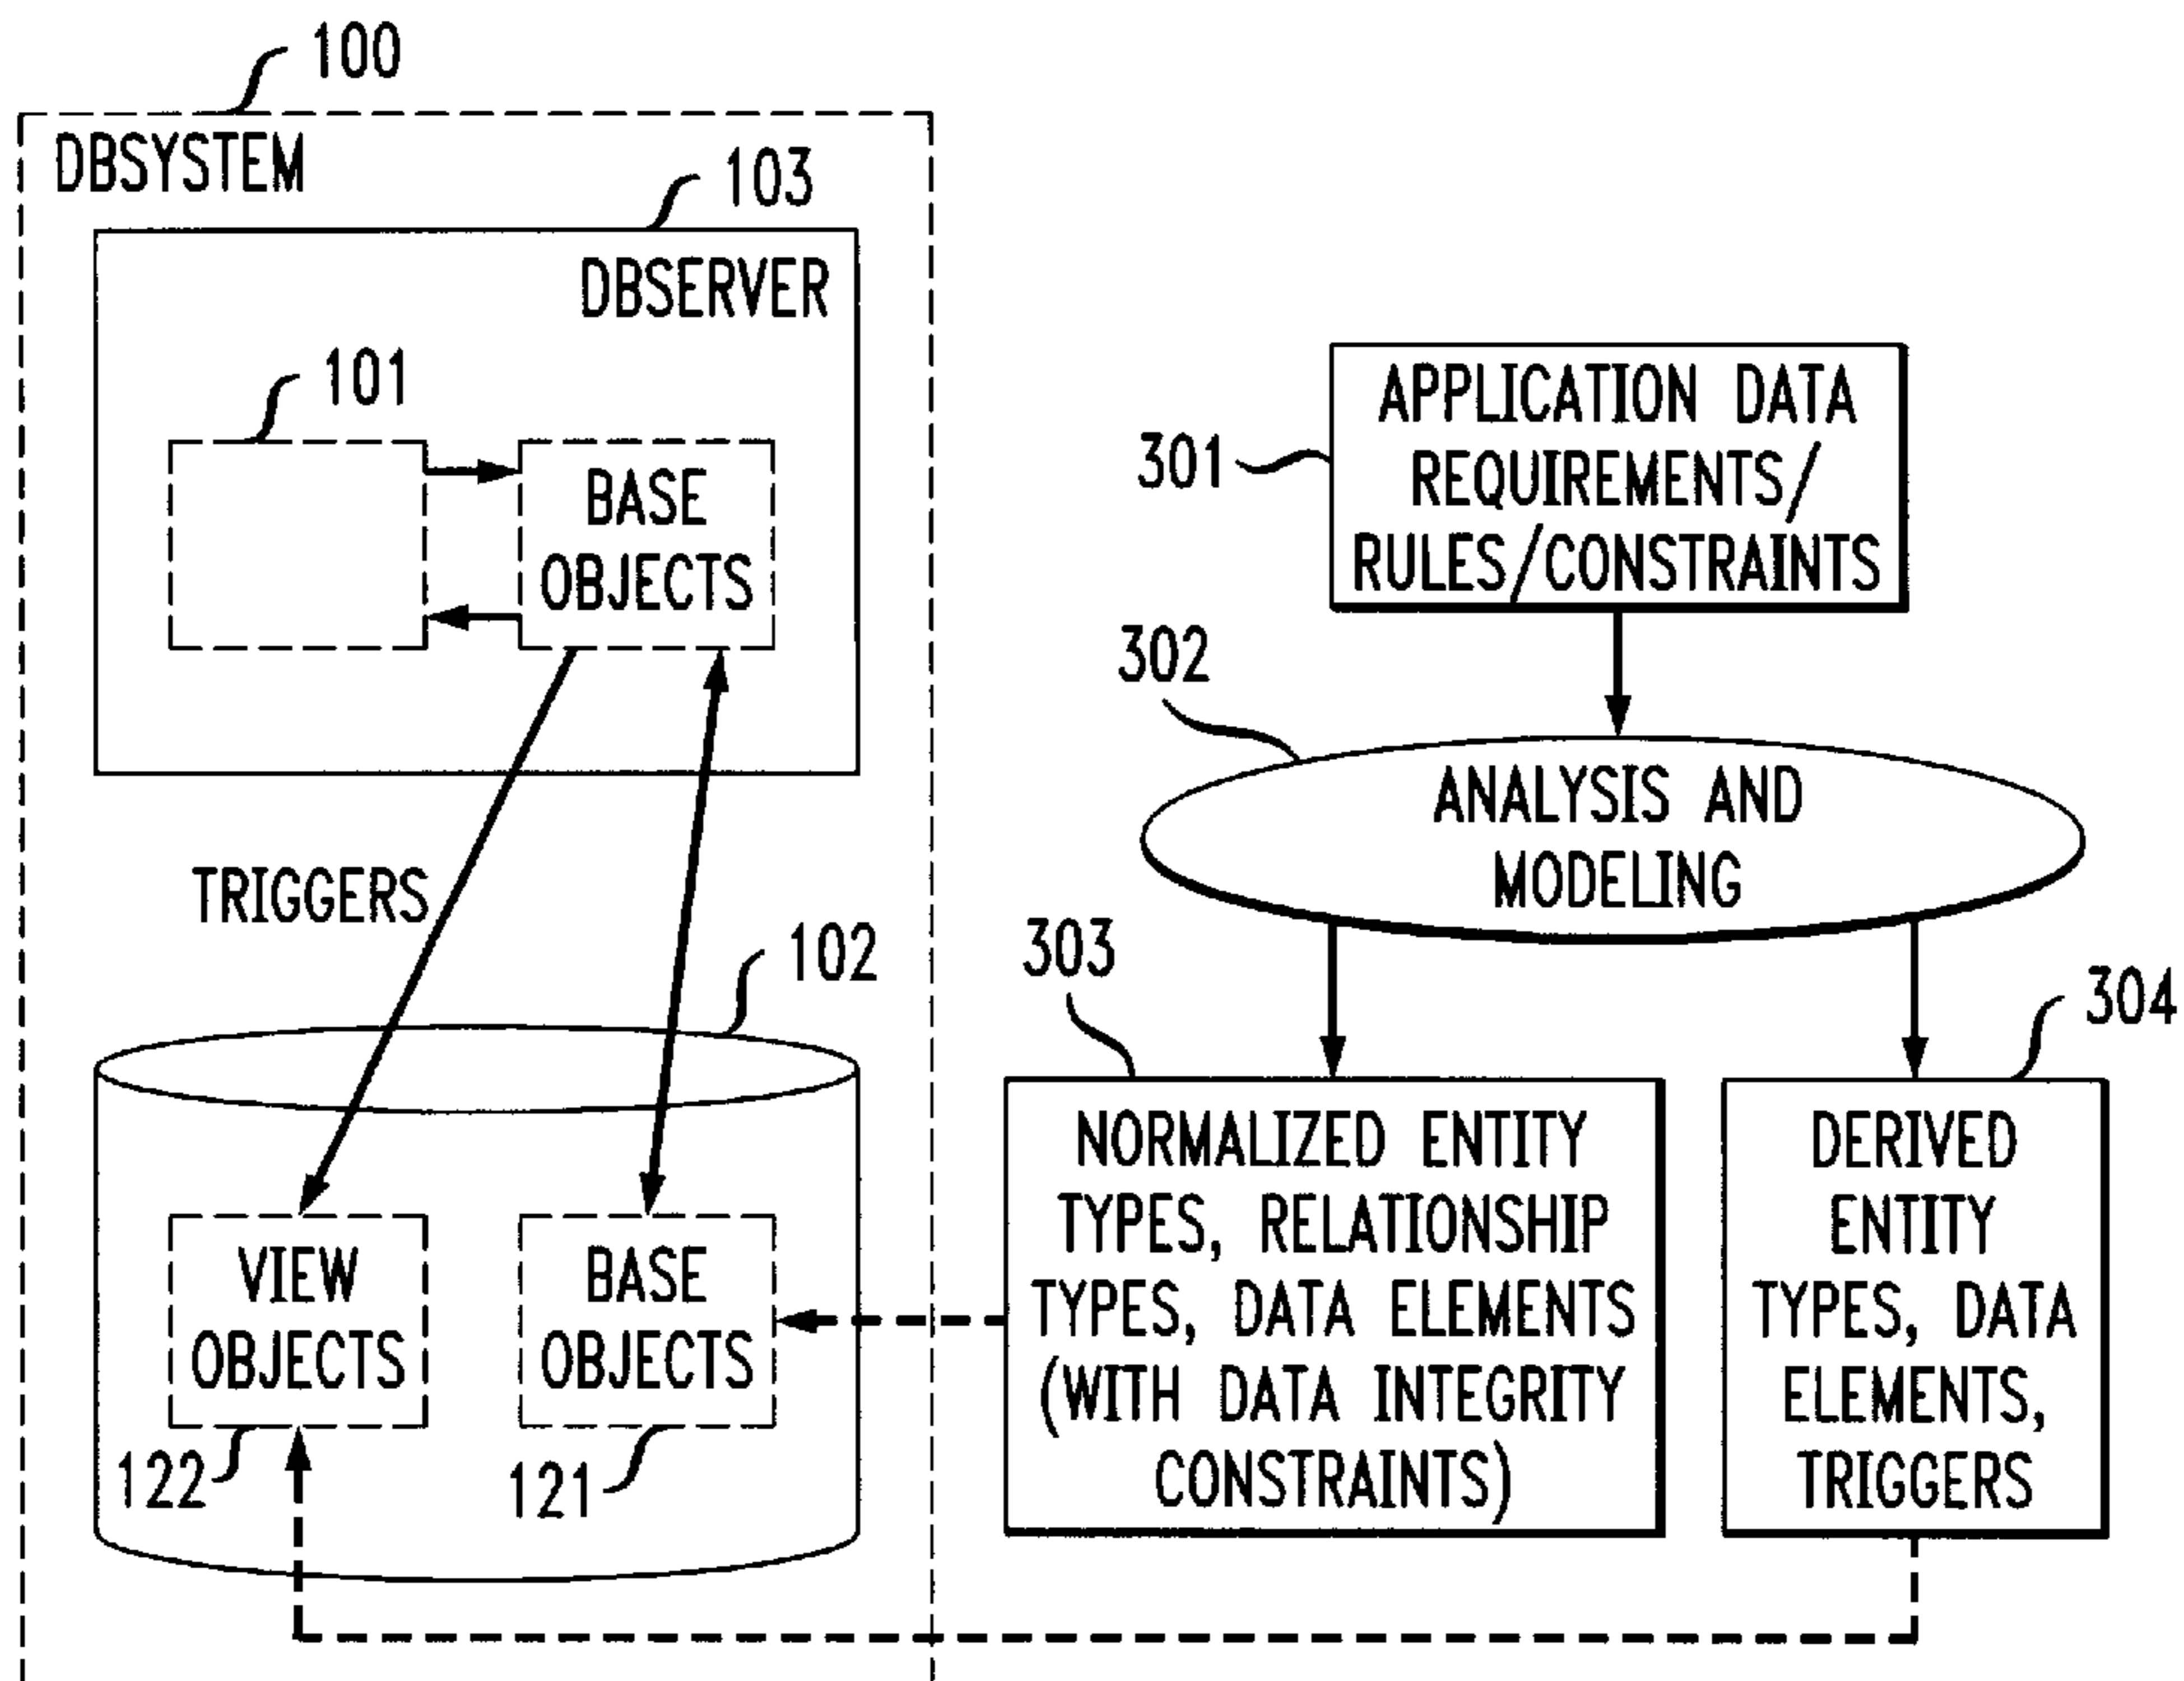 100
DBSYSTEM
103
DBSERVER
101
BASE
OBJECTS
TRIGGERS
102
VIEW
OBJECTS
BASE
OBJECTS
122
121
301
APPLICATION DATA
REQUIREMENTS/
RULES/CONSTRAINTS
302
ANALYSIS AND
MODELING
303
NORMALIZED ENTITY
TYPES, RELATIONSHIP
TYPES, DATA ELEMENTS
(WITH DATA INTEGRITY
CONSTRAINTS)
304
DERIVED
ENTITY
TYPES, DATA
ELEMENTS,
TRIGGERS